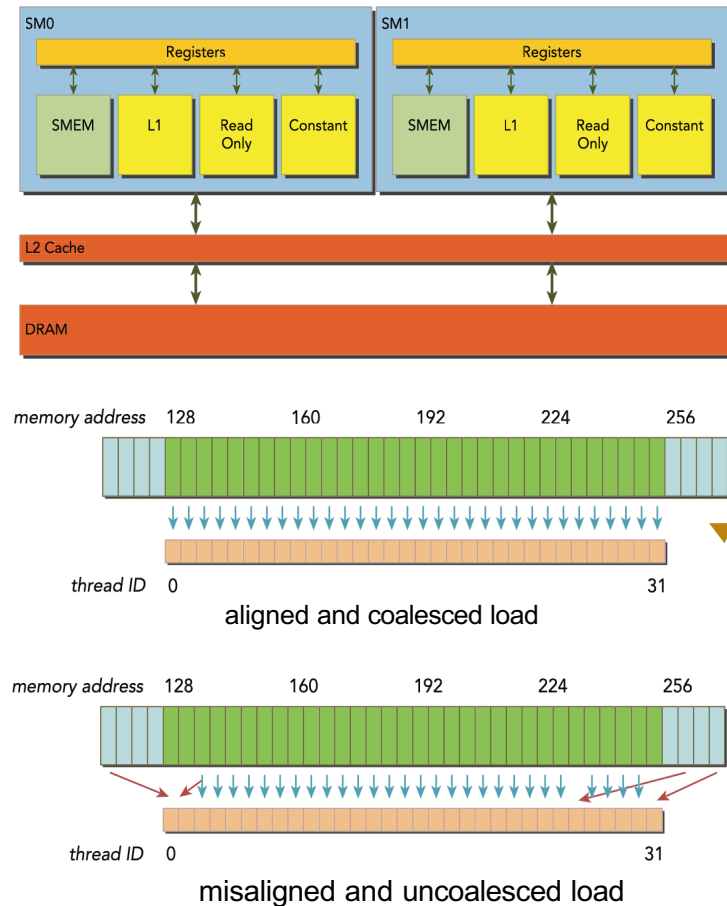 SM0
SM1
Registers
Registers
SMEM
L1
Read
Only
Constant
SMEM
L1
Read
Only
Constant
L2 Cache
DRAM
memory address 128 160 192 224 256
thread ID 0 31
aligned and coalesced load
memory address 128 160 192 224 256
thread ID 0 31
misaligned and uncoalesced load